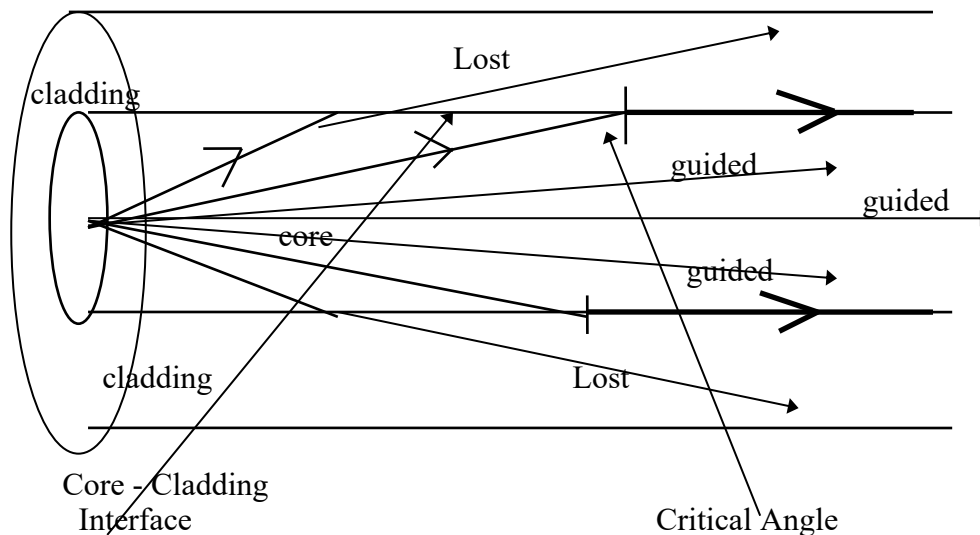 Lost
cladding
guided
guided
core
guided
cladding
Lost
Core - Cladding
Interface
Critical Angle